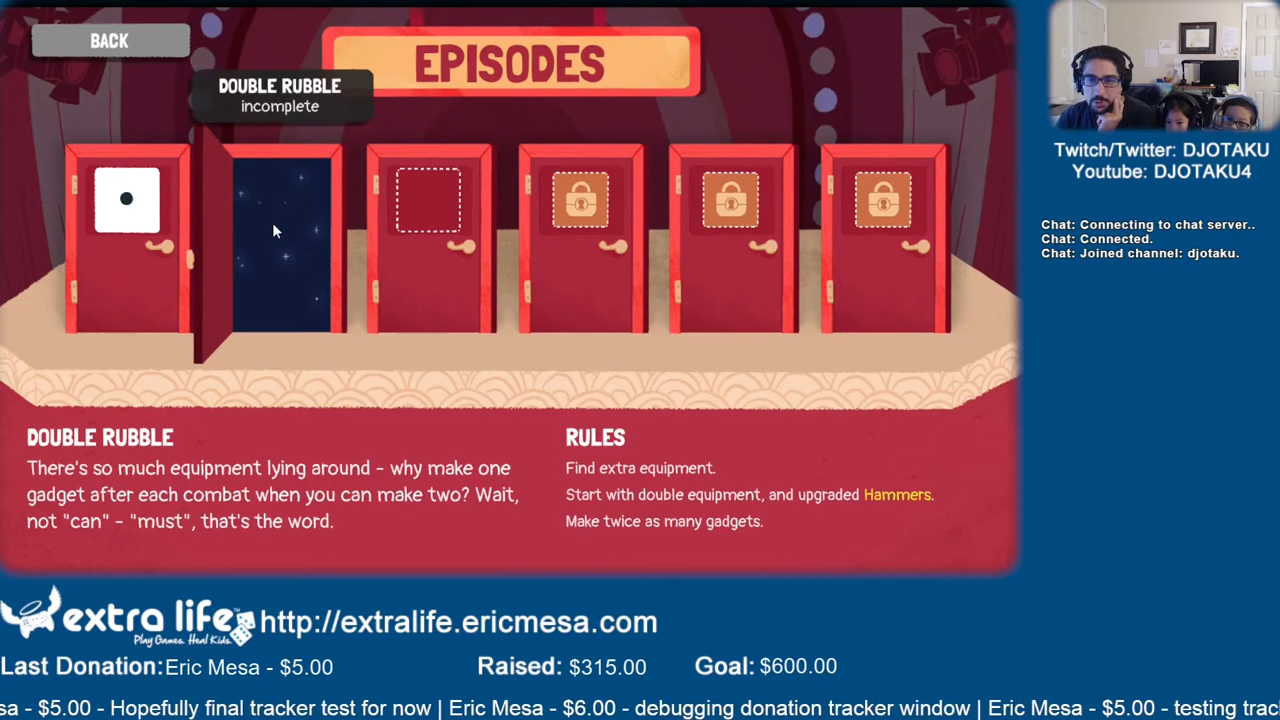 BACK
EPISODES
DOUBLE RUBBLE
incomplete
Twitch/Twitter: DJOTAKU
Youtube: DJOTAKU4
Chat: Connecting to chat server..
Chat: Connected.
Chat: Joined channel: djotaku.
DOUBLE RUBBLE
There's so much equipment lying around - why make one
gadget after each combat when you can make two? Wait,
not "can" - "must", that's the word.
RULES
Find extra equipment.
Start with double equipment, and upgraded Hammers.
Make twice as many gadgets.
extra life
Play Games. Heal Kids.
http://extralife.ericmesa.com
Last Donation: Eric Mesa - $5.00
Raised: $315.00
Goal: $600.00
sa - $5.00 - Hopefully final tracker test for now | Eric Mesa - $6.00 - debugging donation tracker window | Eric Mesa - $5.00 - testing trac